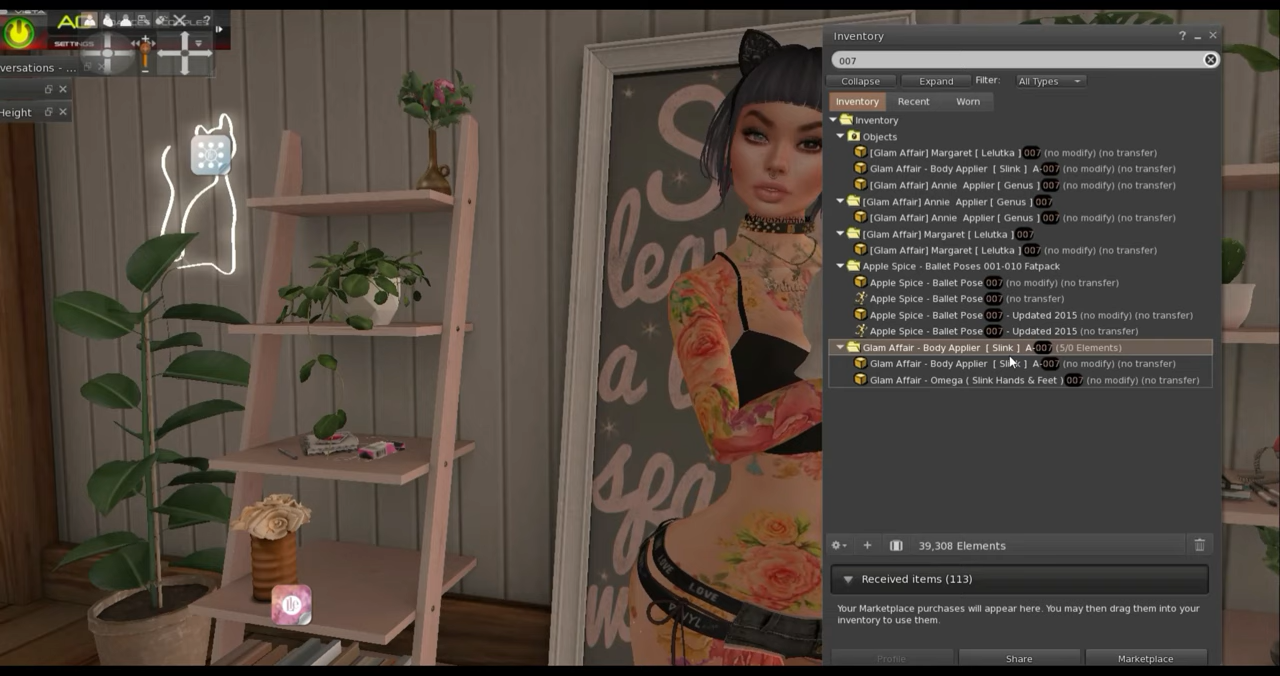 SETTINGS
versations - ...
Height
S
leav
a l
spa
LOVE
LOVE
VYL
Inventory
?
007
Collapse
Expand
Filter:
All Types
Inventory
Recent
Worn
Inventory
Objects
[Glam Affair] Margaret [ Lelutka ] 007 (no modify) (no transfer)
Glam Affair - Body Applier [ Slink ] A-007 (no modify) (no transfer)
[Glam Affair] Annie Applier [ Genus ] 007 (no modify) (no transfer)
[Glam Affair] Annie Applier [ Genus ] 007
[Glam Affair] Annie Applier [ Genus ] 007 (no modify) (no transfer)
[Glam Affair] Margaret [ Lelutka ] 007
[Glam Affair] Margaret [ Lelutka ] 007 (no modify) (no transfer)
Apple Spice - Ballet Poses 001-010 Fatpack
Apple Spice - Ballet Pose 007 (no modify) (no transfer)
Apple Spice - Ballet Pose 007 (no transfer)
Apple Spice - Ballet Pose 007 - Updated 2015 (no modify) (no transfer)
Apple Spice - Ballet Pose 007 - Updated 2015 (no transfer)
Glam Affair - Body Applier [ Slink ] A-007 (5/0 Elements)
Glam Affair - Body Applier [ Slink ] A-007 (no modify) (no transfer)
Glam Affair - Omega ( Slink Hands & Feet ) 007 (no modify) (no transfer)
39,308 Elements
Received items (113)
Your Marketplace purchases will appear here. You may then drag them into your
inventory to use them.
Profile
Share
Marketplace